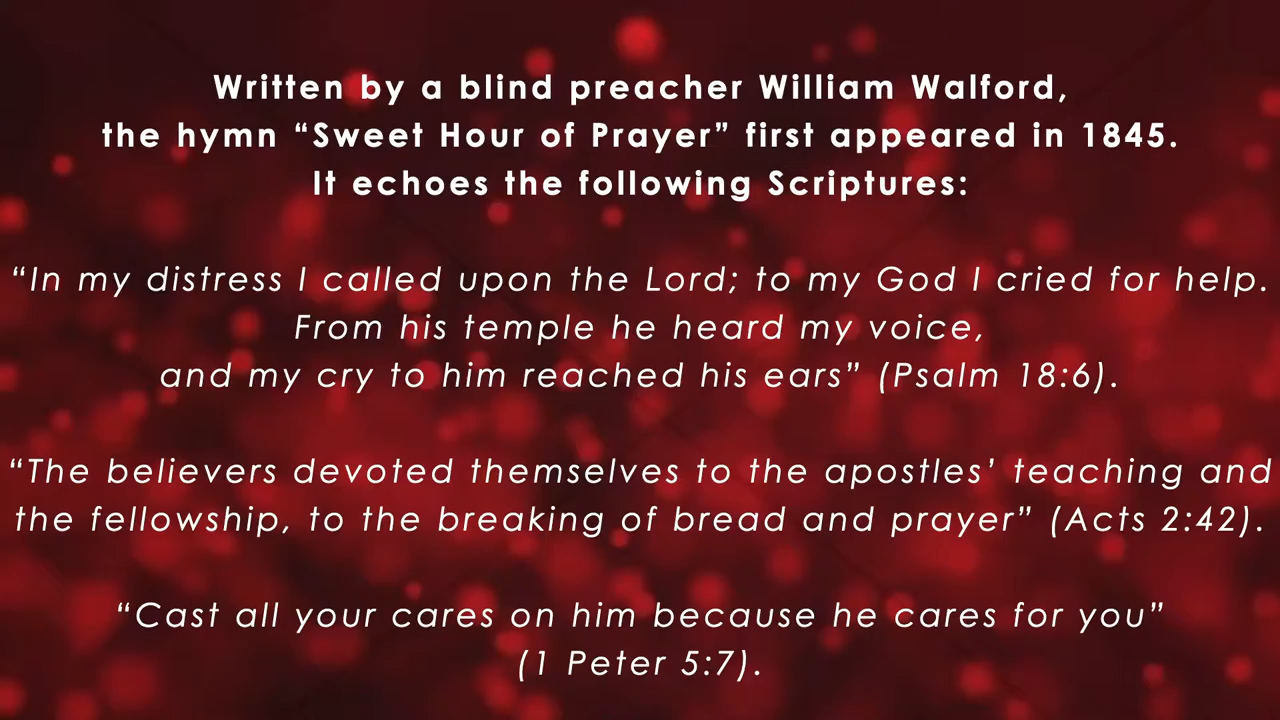 Written by a blind preacher William Walford,
the hymn “Sweet Hour of Prayer” first appeared in 1845.
It echoes the following Scriptures:
“In my distress I called upon the Lord; to my God I cried for help.
From his temple he heard my voice,
and my cry to him reached his ears” (Psalm 18:6).
“The believers devoted themselves to the apostles’ teaching and
the fellowship, to the breaking of bread and prayer” (Acts 2:42).
“Cast all your cares on him because he cares for you”
(1 Peter 5:7).